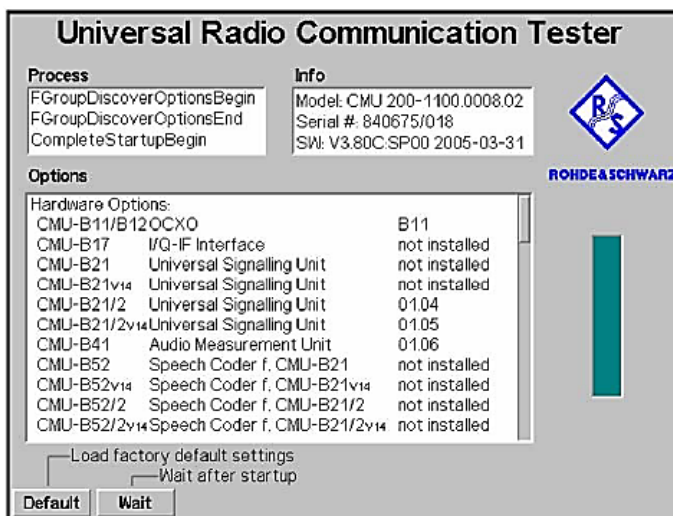 Universal Radio Communication Tester
Process
FGroupDiscoverOptionsBegin
FGroupDiscoverOptionsEnd
CompleteStartupBegin
Info
Model: CMU 200-1100.0008.02
Serial #: 840675/018
SW: V3.80C.SP00 2005-03-31
R
S
ROHDE&SCHWARZ
Options
Hardware Options:
CMU-B11/B12 OCXO B11
CMU-B17 I/Q-IF Interface not installed
CMU-B21 Universal Signalling Unit not installed
CMU-B21V14 Universal Signalling Unit not installed
CMU-B21/2 Universal Signalling Unit 01.04
CMU-B21/2V14 Universal Signalling Unit 01.05
CMU-B41 Audio Measurement Unit 01.06
CMU-B52 Speech Coder f. CMU-B21 not installed
CMU-B52V14 Speech Coder f. CMU-B21V14 not installed
CMU-B52/2 Speech Coder f. CMU-B21/2 not installed
CMU-B52/2V14 Speech Coder f. CMU-B21/2V14 not installed
Load factory default settings
Wait after startup
Default Wait